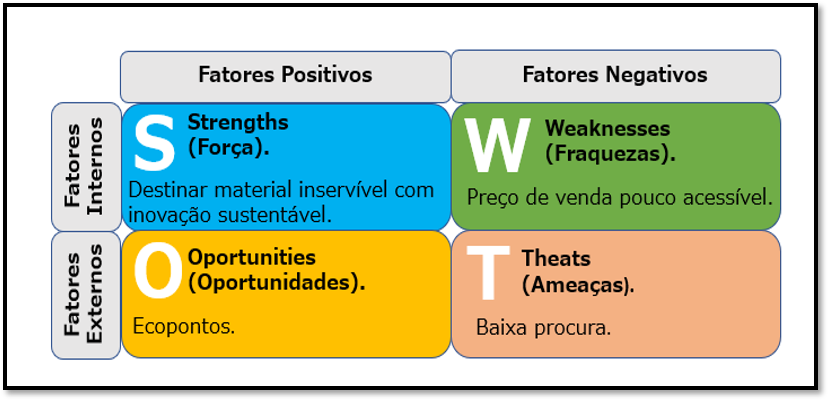 Fatores Positivos
Fatores Negativos
Fatores
Internos
S
Strengths
(Força).
Destinar material inservível com
inovação sustentável.
W
Weaknesses
(Fraquezas).
Preço de venda pouco acessível.
Fatores
Externos
O
Oportunities
(Oportunidades).
Ecopontos.
T
Theats
(Ameaças).
Baixa procura.